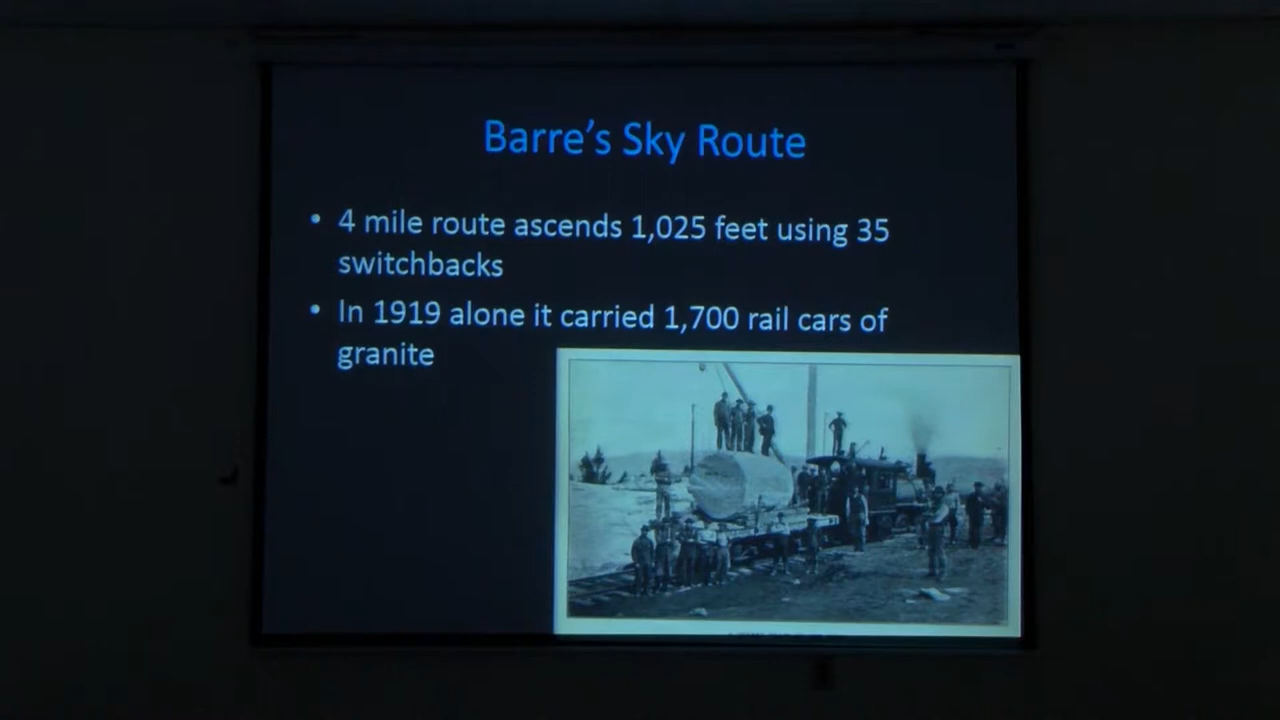 Barre's Sky Route
• 4 mile route ascends 1,025 feet using 35
switchbacks
• In 1919 alone it carried 1,700 rail cars of
granite